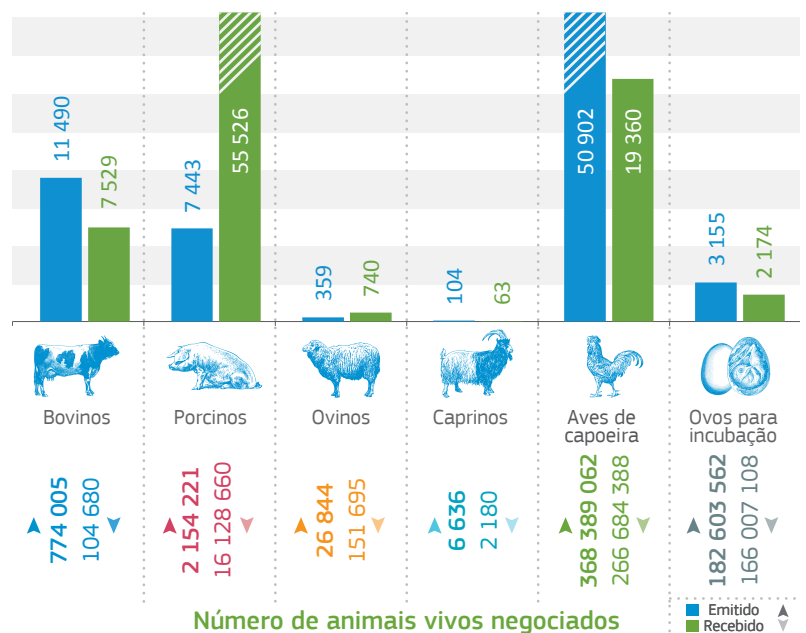 11 490
7 529
7 443
55 526
359
740
104
63
50 902
19 360
3 155
2 174
Bovinos
Porcinos
Ovinos
Caprinos
Aves de
capoeira
Ovos para
incubação
774 005
104 680
2 154 221
16 128 660
26 844
151 695
6 636
2 180
368 389 062
266 684 388
182 603 562
166 007 108
Número de animais vivos negociados
Emitido
Recebido